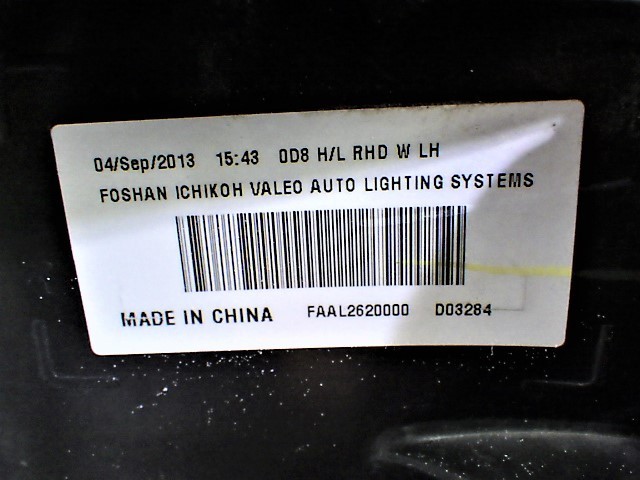 04/Sep/2013 15:43 0D8 H/L RHD W LH
FOSHAN ICHIKOH VALEO AUTO LIGHTING SYSTEMS
MADE IN CHINA FAAL2620000 D03284